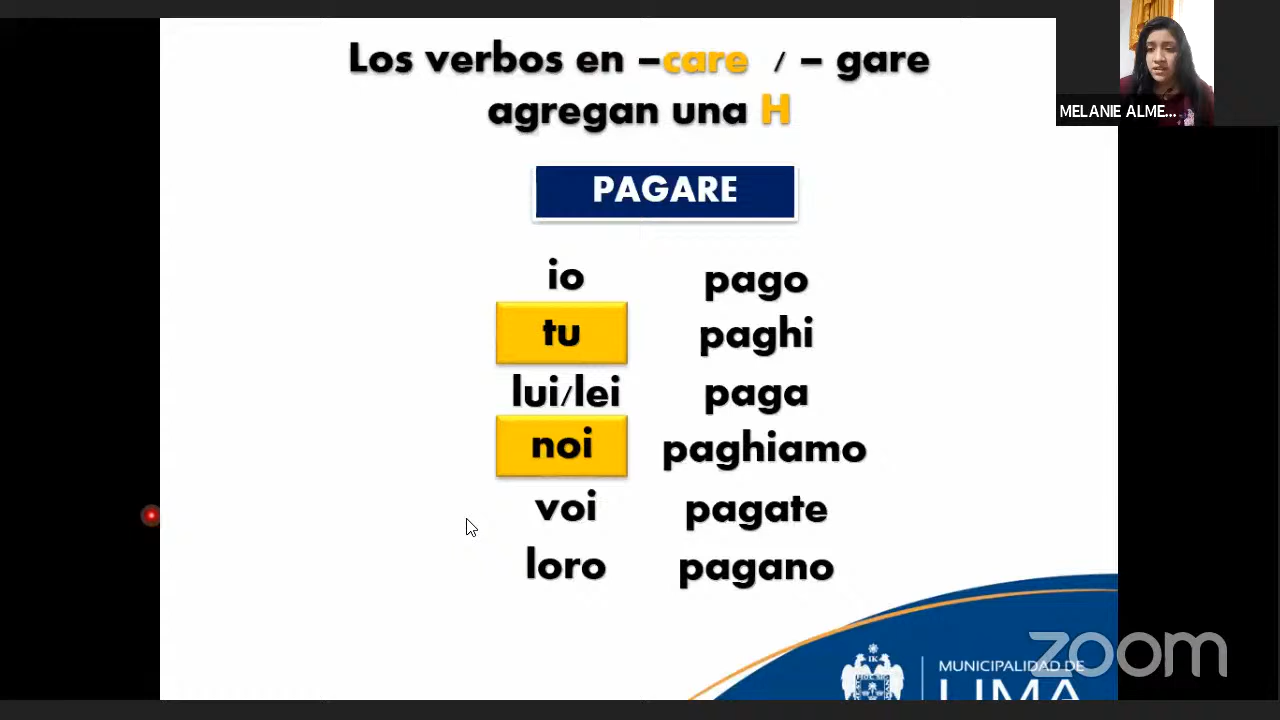 Los verbos en –care / – gare
agregan una H
MELANIE ALME...
PAGARE
io pago
tu paghi
lui/lei paga
noi paghiamo
voi pagate
loro pagano
zoom
MUNICIPALIDAD DE
LIMA